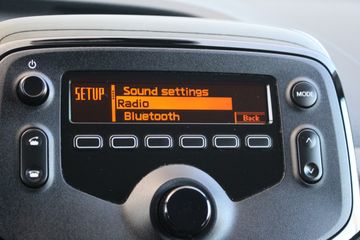 Sound settings
SETUP
Radio
MODE
Bluetooth
Back